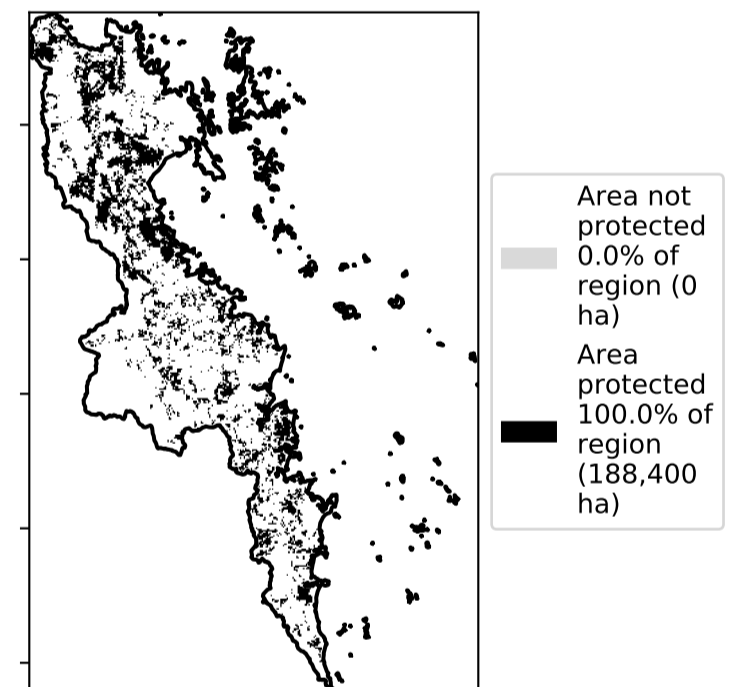 Area not
protected
0.0% of
region (0
ha)
Area
protected
100.0% of
region
(188,400
ha)